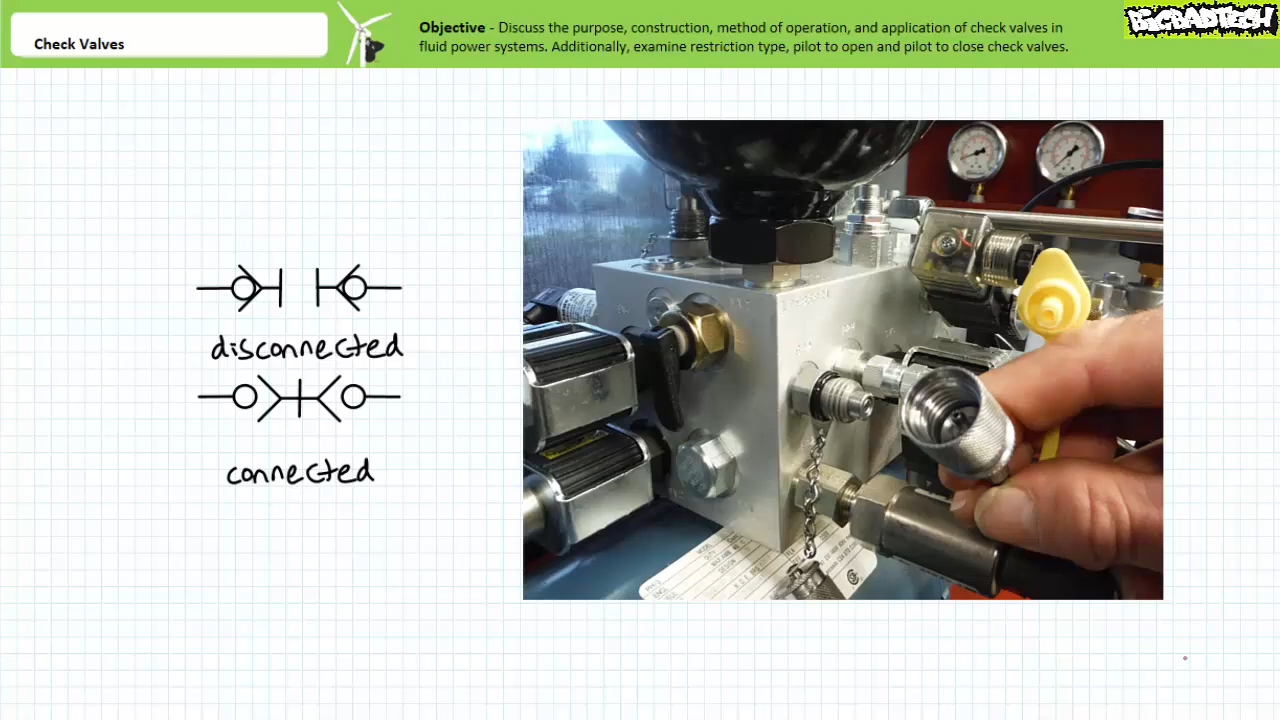 Check Valves
Objective - Discuss the purpose, construction, method of operation, and application of check valves in
fluid power systems. Additionally, examine restriction type, pilot to open and pilot to close check valves.
BIGBADTECH
disconnected
connected